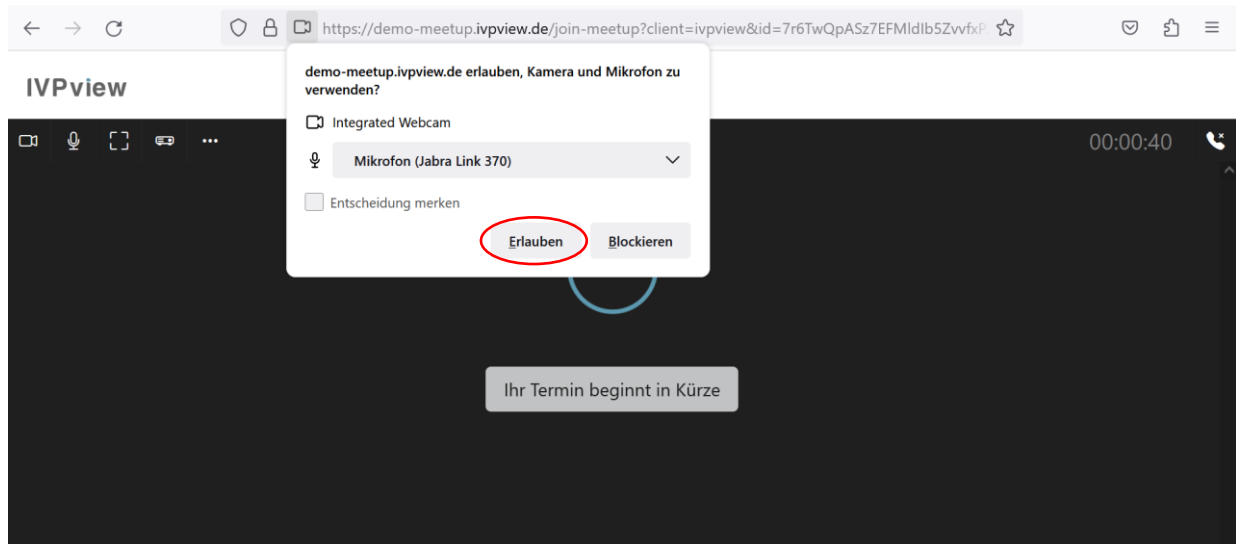 https://demo-meetup.ivpview.de/join-meetup?client=ivpview&id=7r6TwQpASz7EFMldIb5ZvvfxP
IVPview
demo-meetup.ivpview.de erlauben, Kamera und Mikrofon zu
verwenden?
Integrated Webcam
Mikrofon (Jabra Link 370)
Entscheidung merken
Erlauben Blockieren
00:00:40
Ihr Termin beginnt in Kürze